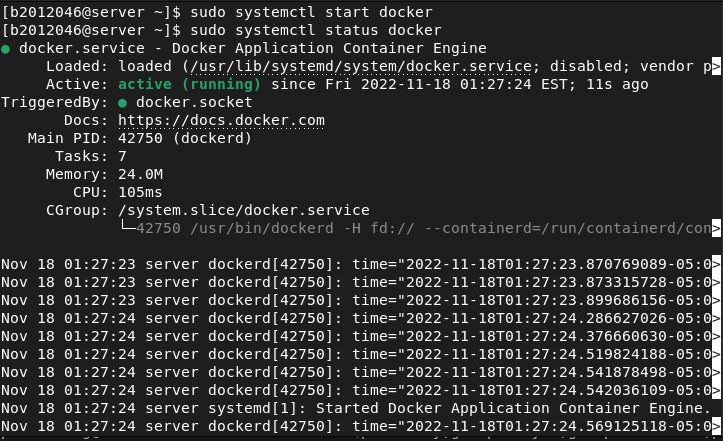 [b2012046@server ~]$ sudo systemctl start docker
[b2012046@server ~]$ sudo systemctl status docker
● docker.service - Docker Application Container Engine
     Loaded: loaded (/usr/lib/systemd/system/docker.service; disabled; vendor p>
     Active: active (running) since Fri 2022-11-18 01:27:24 EST; 11s ago
TriggeredBy: ● docker.socket
       Docs: https://docs.docker.com
   Main PID: 42750 (dockerd)
      Tasks: 7
     Memory: 24.0M
        CPU: 105ms
     CGroup: /system.slice/docker.service
             └─42750 /usr/bin/dockerd -H fd:// --containerd=/run/containerd/con>
Nov 18 01:27:23 server dockerd[42750]: time="2022-11-18T01:27:23.870769089-05:0>
Nov 18 01:27:23 server dockerd[42750]: time="2022-11-18T01:27:23.873315728-05:0>
Nov 18 01:27:23 server dockerd[42750]: time="2022-11-18T01:27:23.899686156-05:0>
Nov 18 01:27:24 server dockerd[42750]: time="2022-11-18T01:27:24.286627026-05:0>
Nov 18 01:27:24 server dockerd[42750]: time="2022-11-18T01:27:24.376660630-05:0>
Nov 18 01:27:24 server dockerd[42750]: time="2022-11-18T01:27:24.519824188-05:0>
Nov 18 01:27:24 server dockerd[42750]: time="2022-11-18T01:27:24.541878498-05:0>
Nov 18 01:27:24 server dockerd[42750]: time="2022-11-18T01:27:24.542036109-05:0>
Nov 18 01:27:24 server systemd[1]: Started Docker Application Container Engine.
Nov 18 01:27:24 server dockerd[42750]: time="2022-11-18T01:27:24.569125118-05:0>